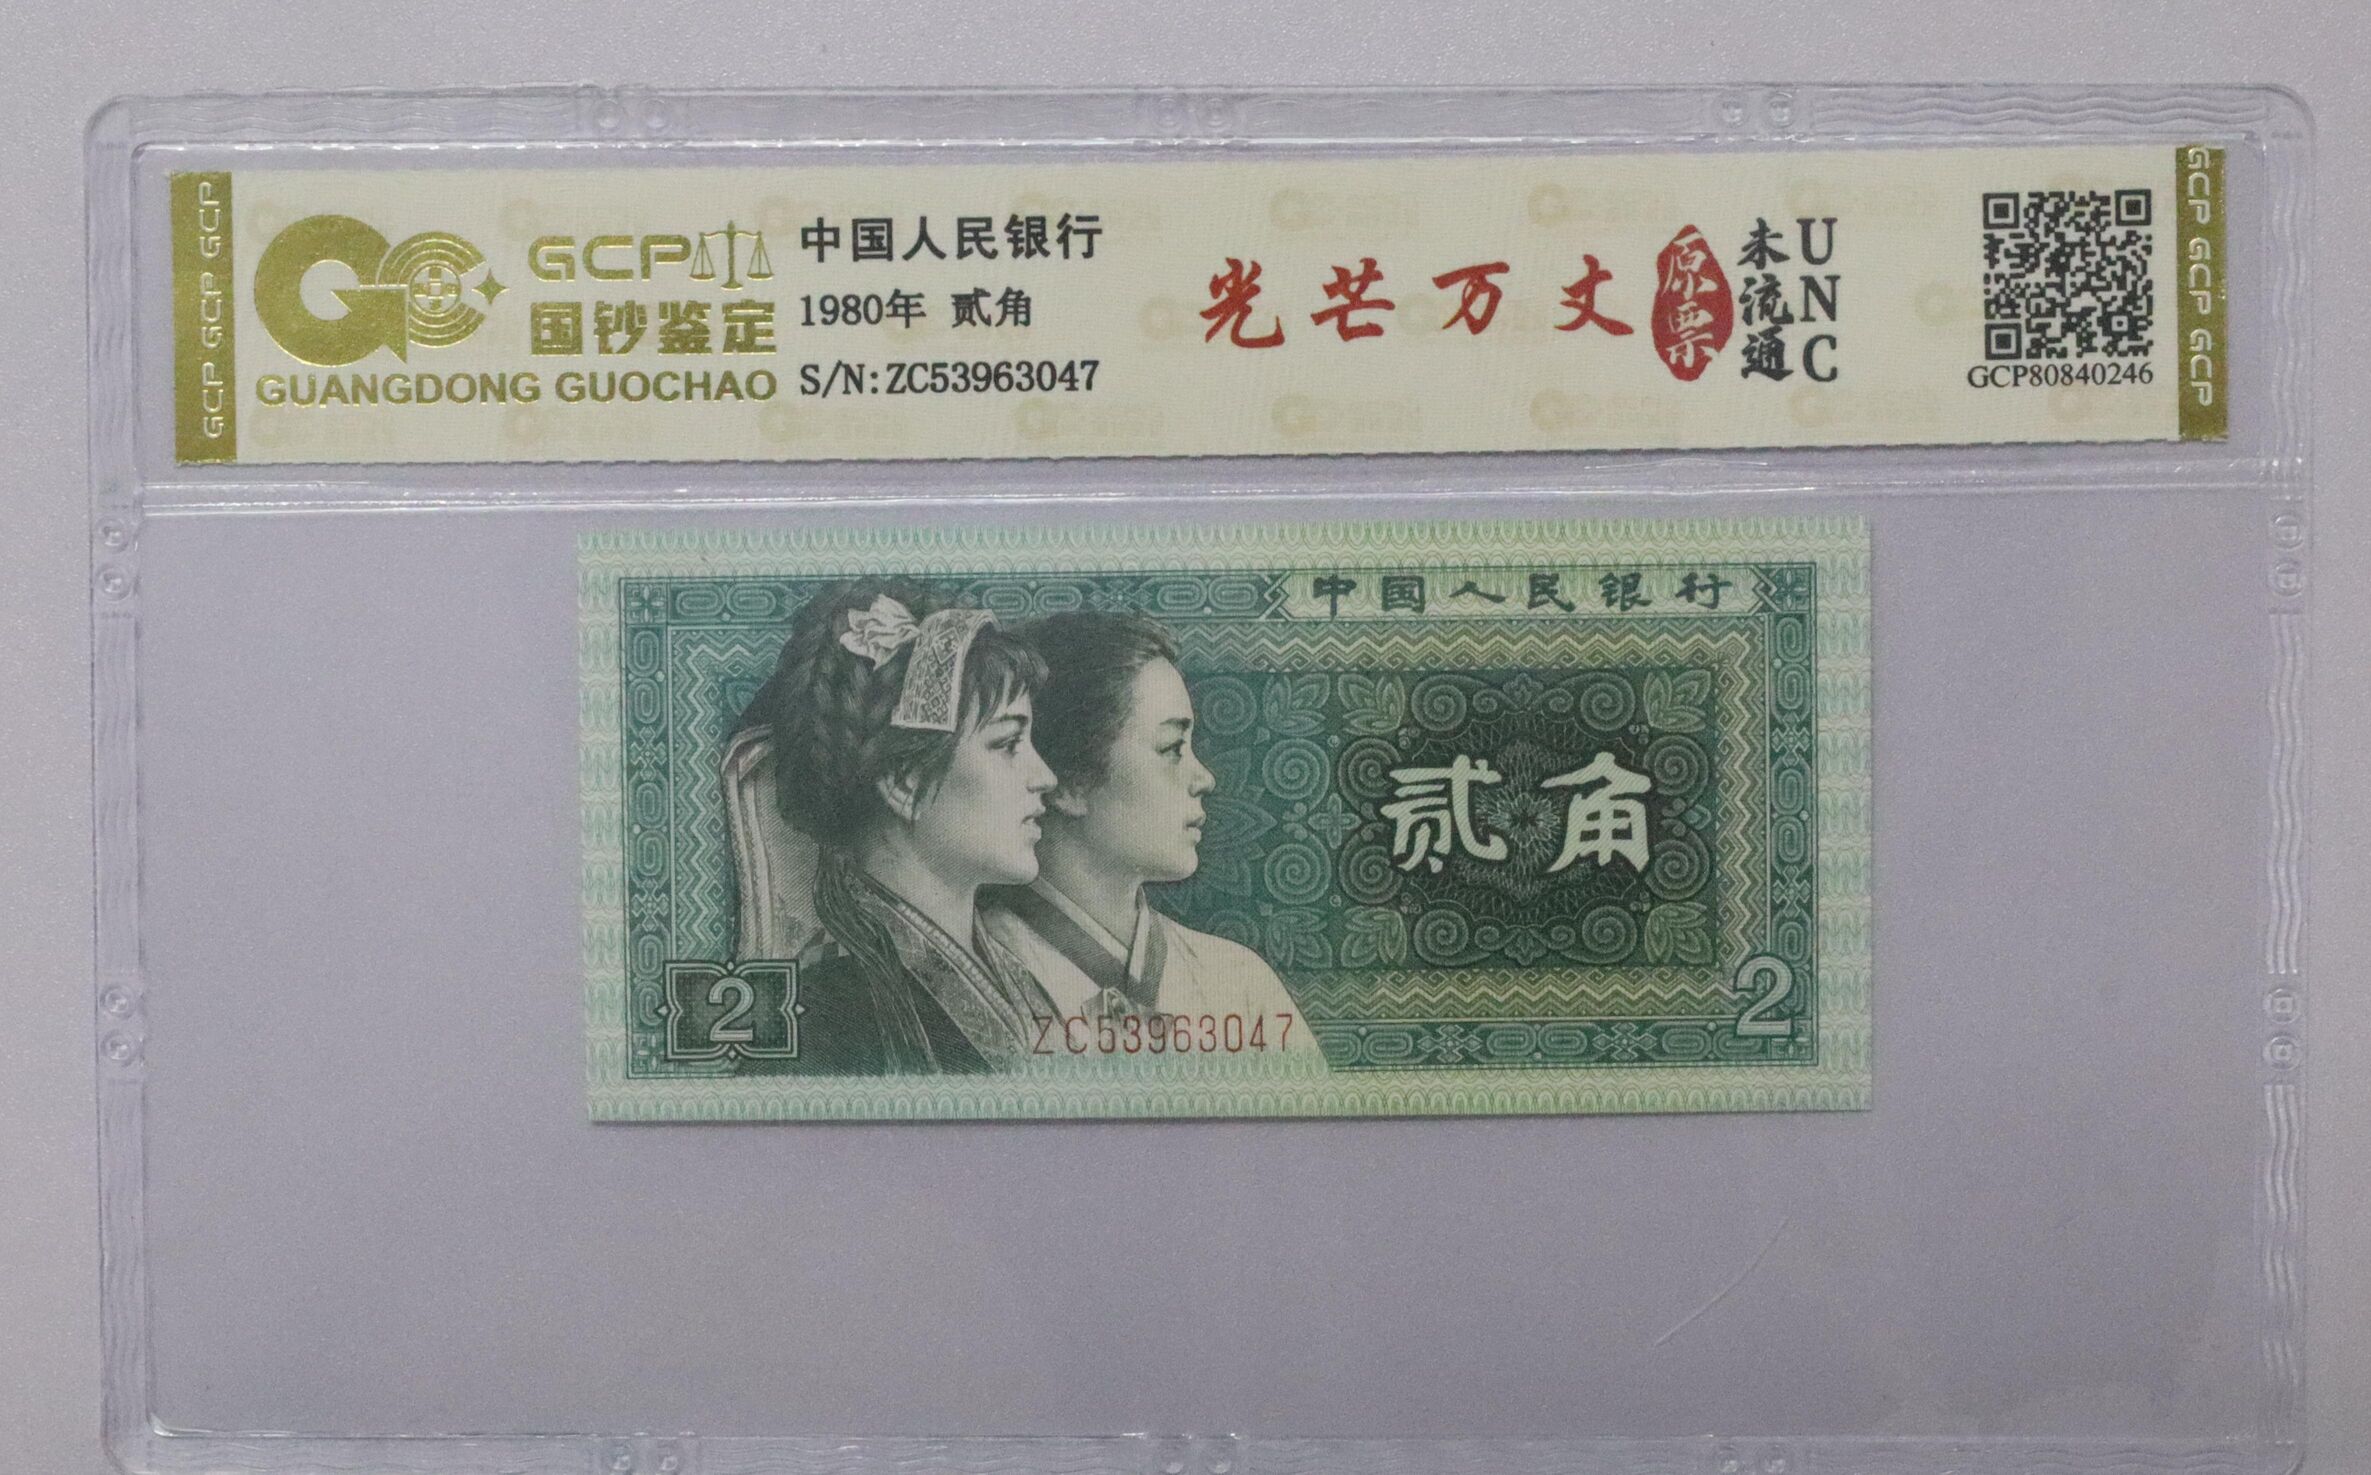 GCP GCP GCP
GCP
国钞鉴定
GUANGDONG GUOCHAO
中国人民银行
1980年 贰角
S/N:ZC53963047
光芒万丈
原票
未流通
UNC
GCP80840246
GCP GCP GCP
中国人民银行
贰角
2
2
ZC53963047